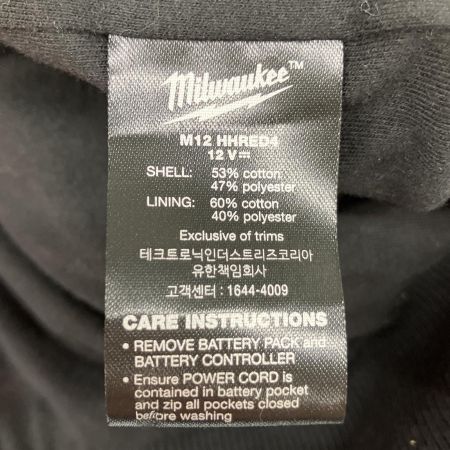 Milwaukee™
M12 HHRED4
12 V⎓
SHELL: 53% cotton
47% polyester
LINING: 60% cotton
40% polyester
Exclusive of trims
테크트로닉인더스트리즈코리아
유한책임회사
고객센터: 1644-4009
CARE INSTRUCTIONS
• REMOVE BATTERY PACK and
BATTERY CONTROLLER
• Ensure POWER CORD is
contained in battery pocket
and zip all pockets closed
before washing